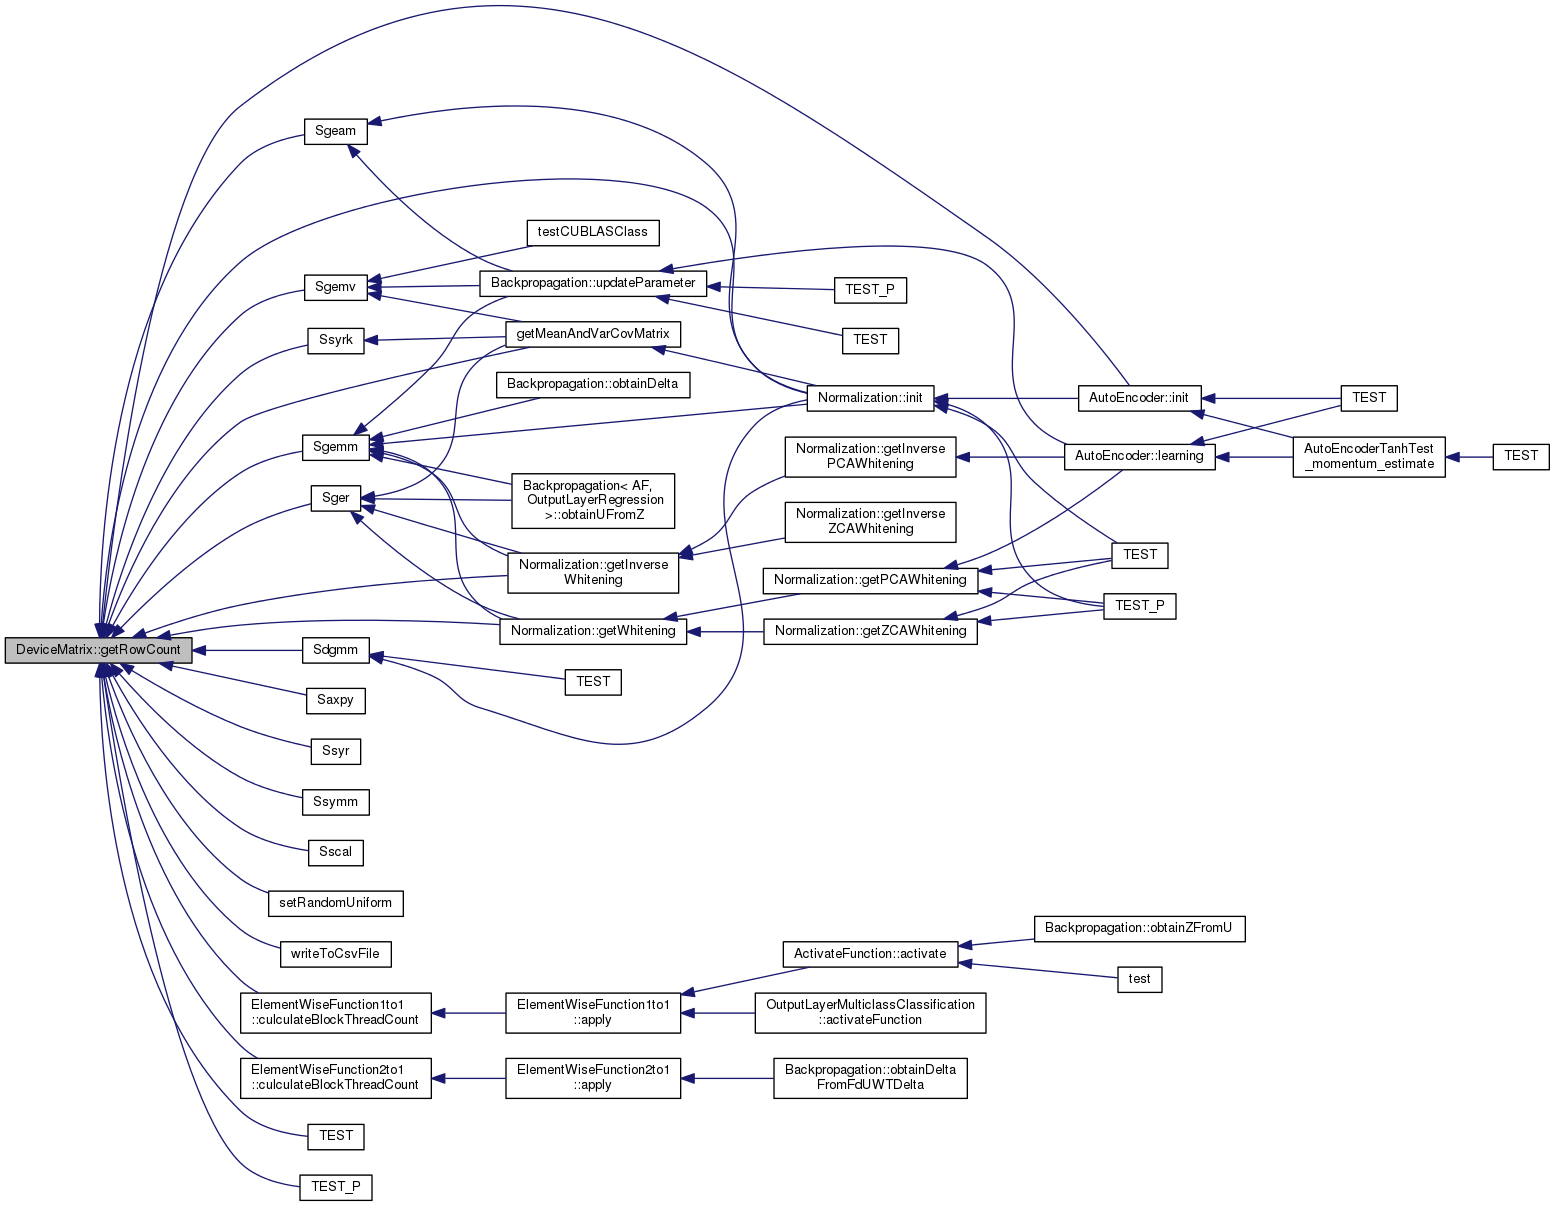 Sgeam
testCUBLASClass
Sgemv
Backpropagation::updateParameter
TEST_P
getMeanAndVarCovMatrix
TEST
Ssyrk
Backpropagation::obtainDelta
Normalization::init
AutoEncoder::init
TEST
Sgemm
Normalization::getInverse
PCAWhitening
AutoEncoder::learning
AutoEncoderTanhTest
_momentum_estimate
TEST
Sger
Backpropagation< AF,
OutputLayerRegression
>::obtainUFromZ
Normalization::getInverse
ZCAWhitening
Normalization::getInverse
Whitening
TEST
Normalization::getPCAWhitening
TEST_P
Normalization::getWhitening
Normalization::getZCAWhitening
DeviceMatrix::getRowCount
Sdgmm
TEST
Saxpy
Ssyr
Ssymm
Sscal
setRandomUniform
writeToCsvFile
ActivateFunction::activate
Backpropagation::obtainZFromU
test
ElementWiseFunction1to1
::culculateBlockThreadCount
ElementWiseFunction1to1
::apply
OutputLayerMulticlassClassification
::activateFunction
ElementWiseFunction2to1
::culculateBlockThreadCount
ElementWiseFunction2to1
::apply
Backpropagation::obtainDelta
FromFdUWTDelta
TEST
TEST_P